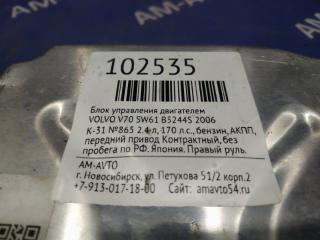 AM-AVTO
102535
Блок управления двигателем
VOLVO V70 SW61 B5244S 2006
К-31 №865 2.4 л, 170 л.с., бензин, АКПП,
передний привод Контрактный, без
пробега по РФ. Япония. Правый руль.
АМ-АВТО
г. Новосибирск, ул. Петухова 51/2 корп.2
+7-913-017-18-00 Сайт: amavto54.ru